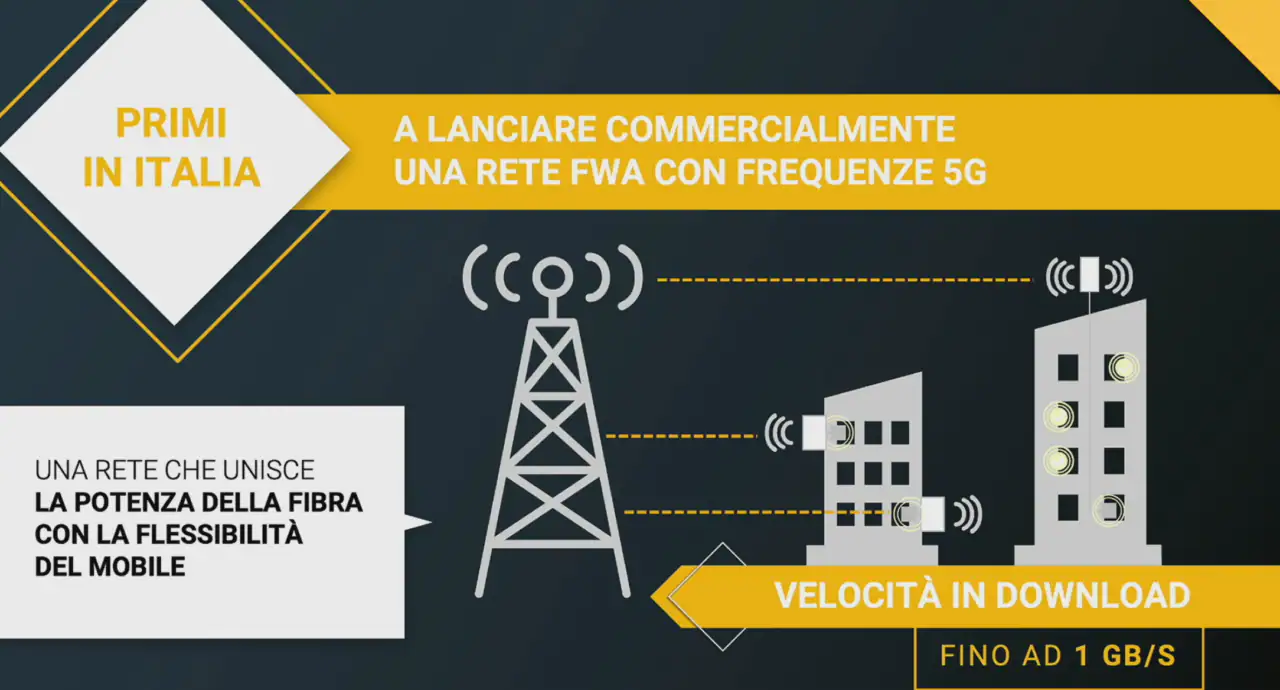 PRIMI
IN ITALIA
A LANCIARE COMMERCIALMENTE
UNA RETE FWA CON FREQUENZE 5G
UNA RETE CHE UNISCE
LA POTENZA DELLA FIBRA
CON LA FLESSIBILITÀ
DEL MOBILE
VELOCITÀ IN DOWNLOAD
FINO AD 1 GB/S